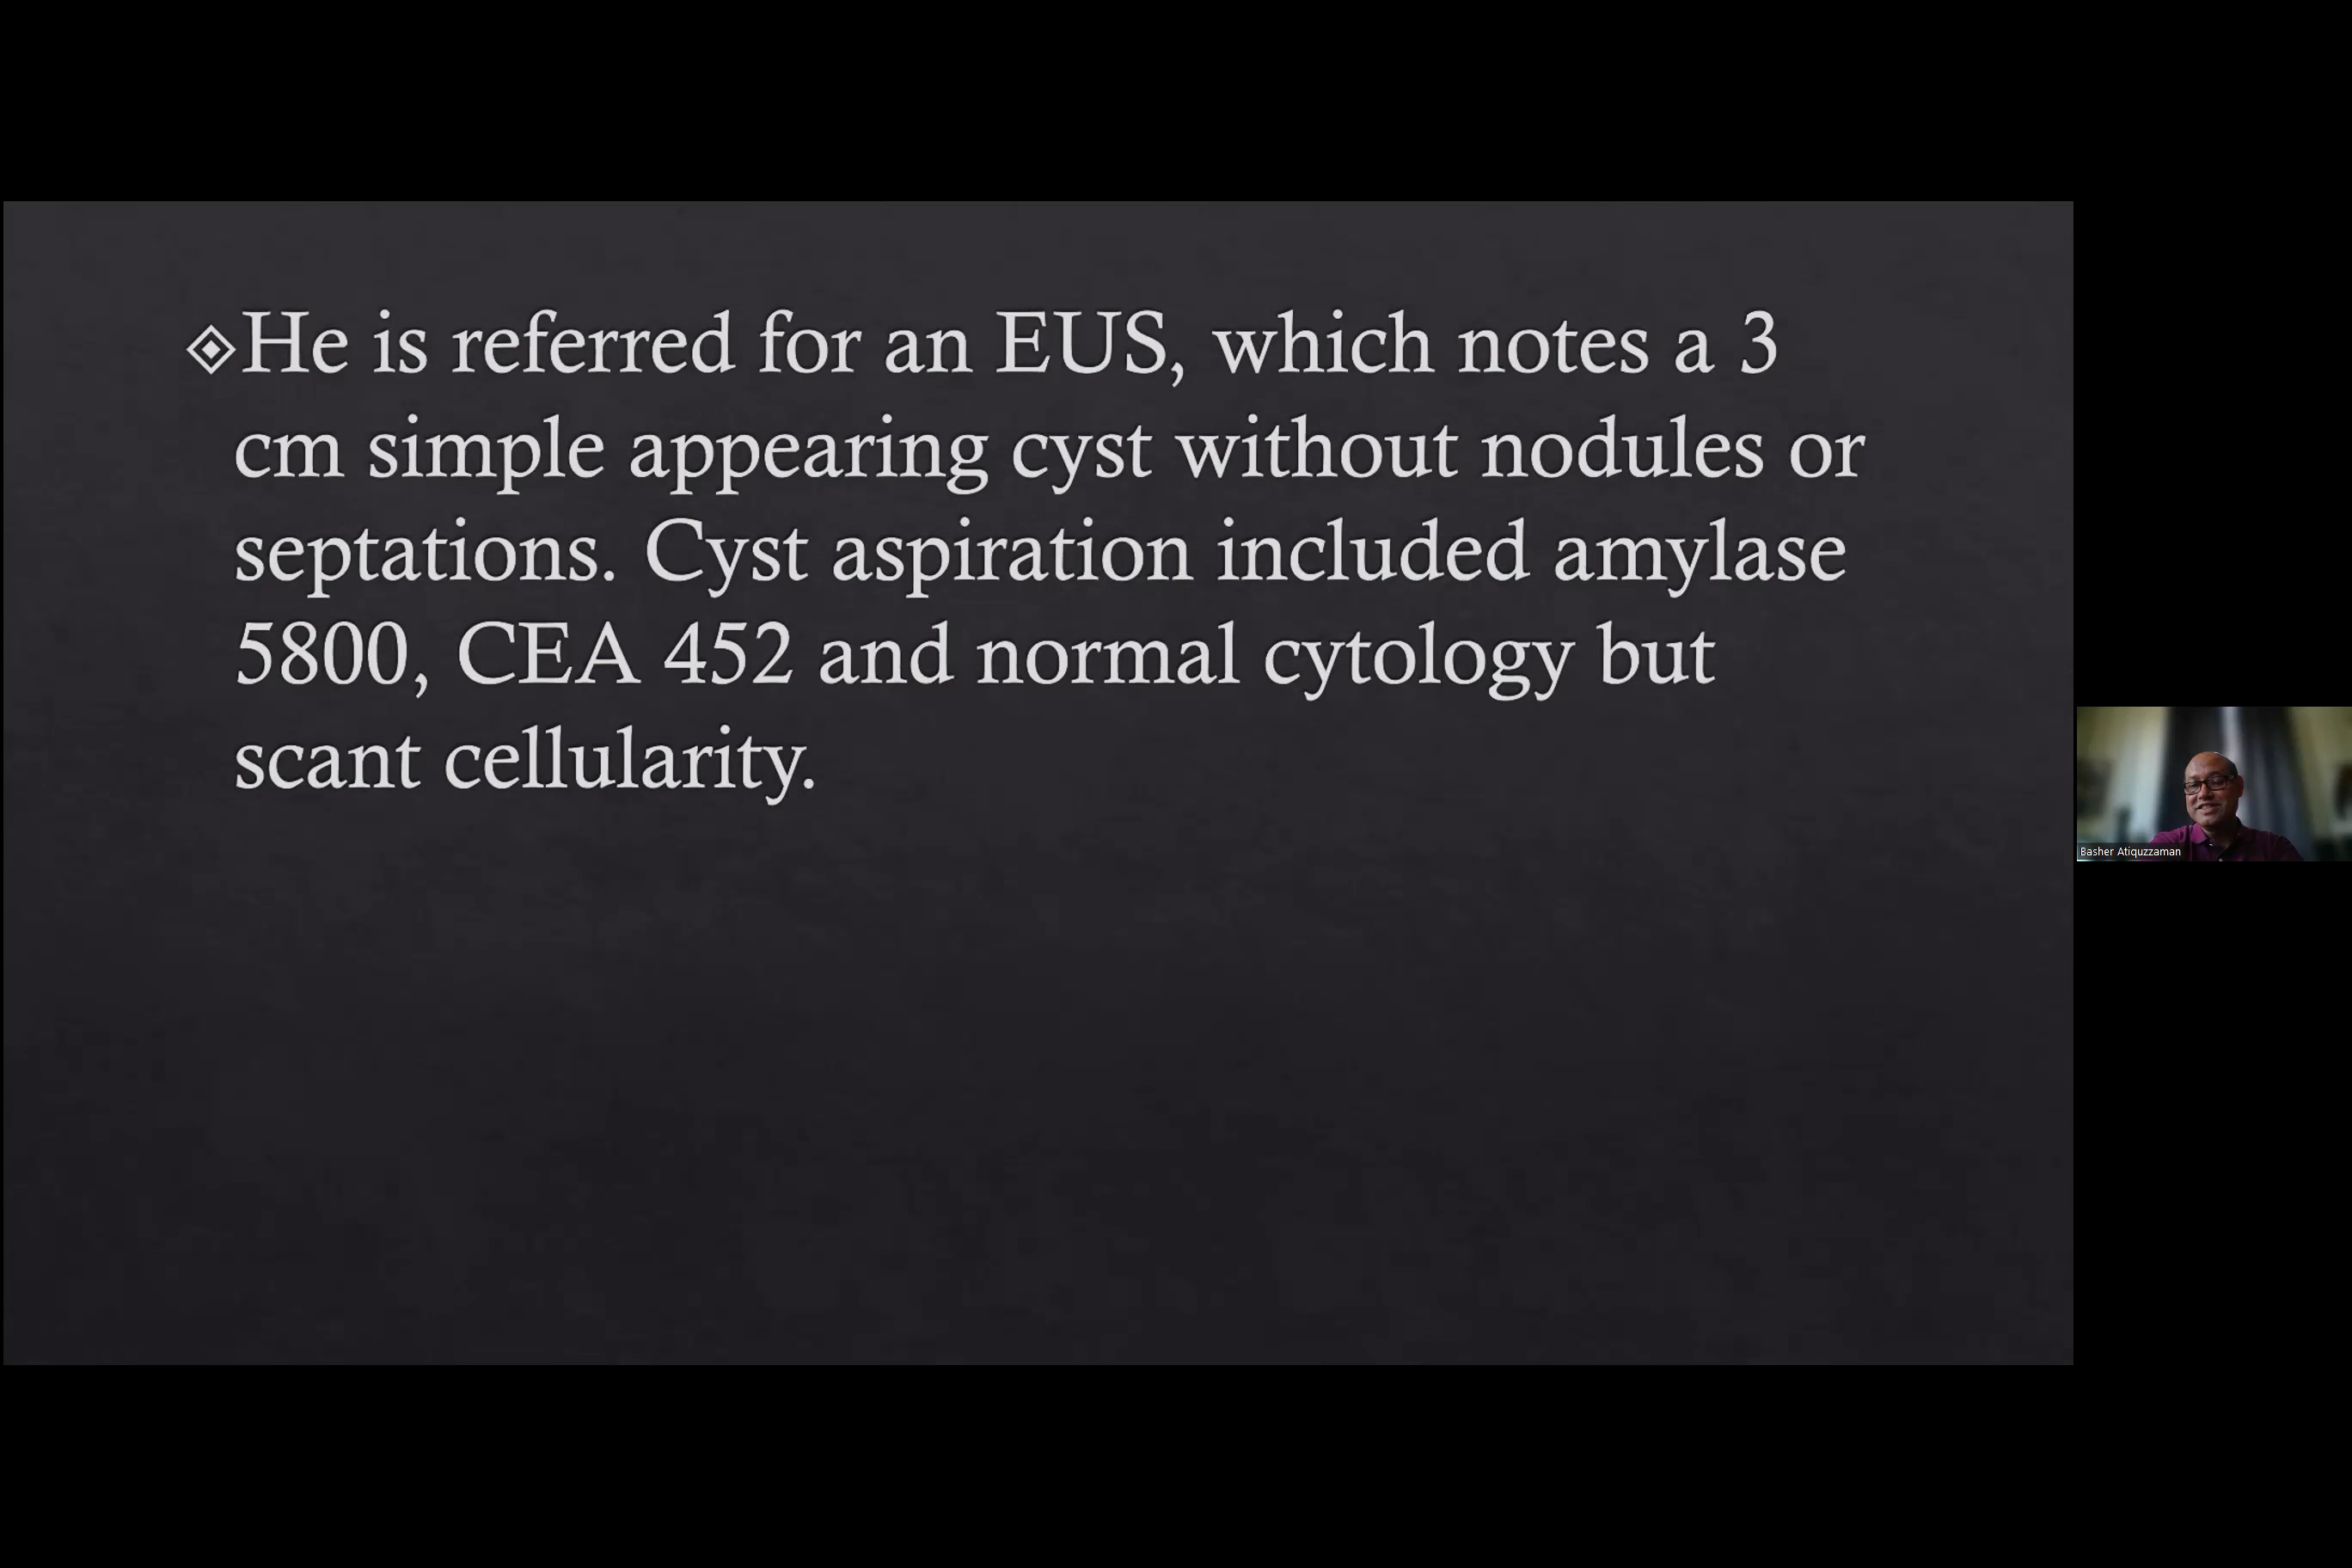 He is referred for an EUS, which notes a 3
cm simple appearing cyst without nodules or
septations. Cyst aspiration included amylase
5800, CEA 452 and normal cytology but
scant cellularity.
Basher Atiquzzaman